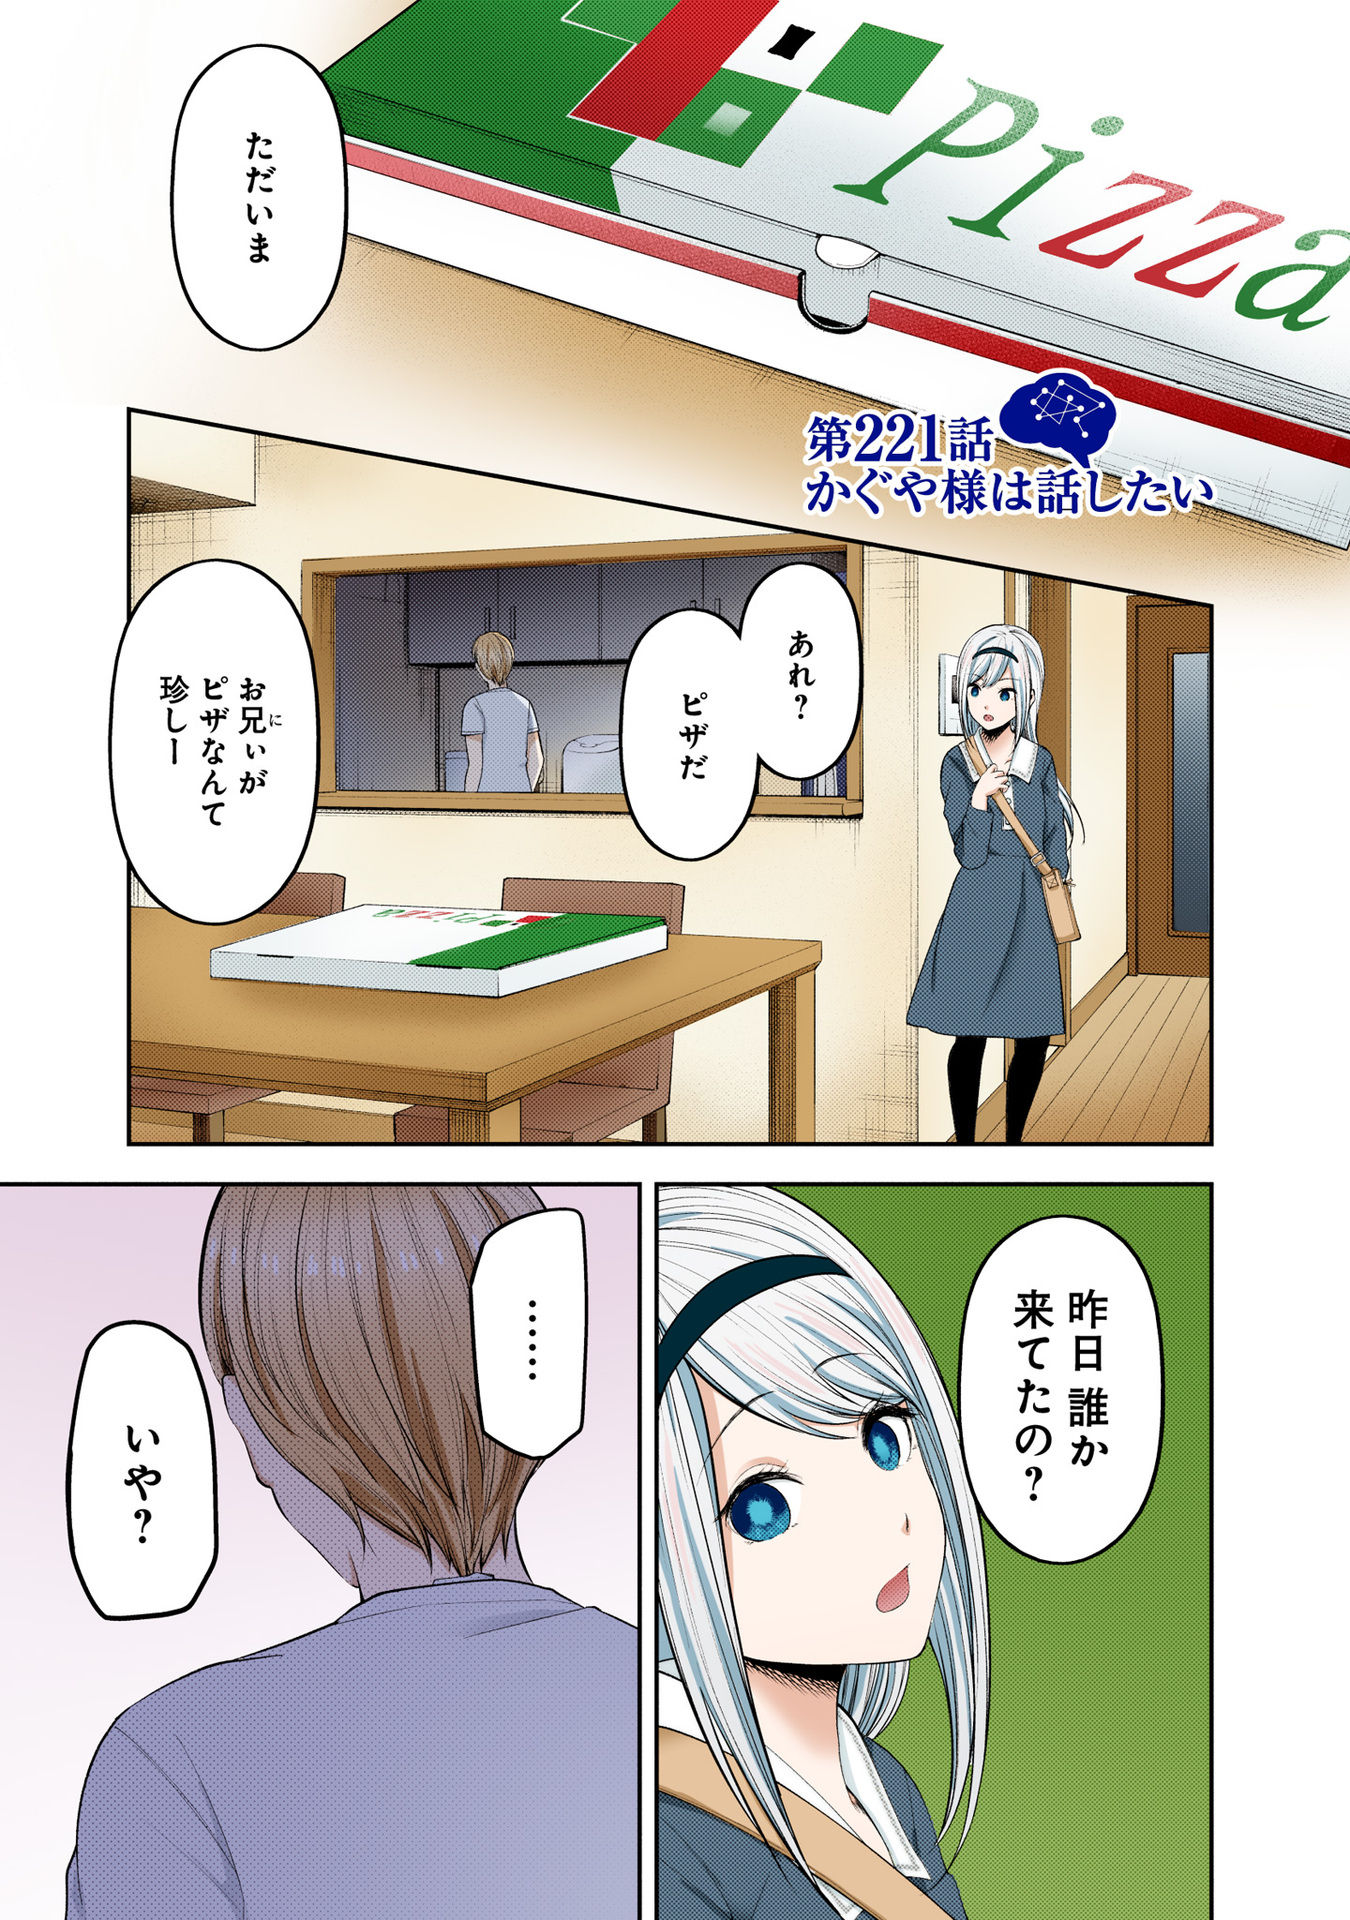 Pizza
ただいま
第221話
かぐや様は話したい
あれ?
ピザだ
お兄ぃが
ピザなんて
珍しー
Pizza
昨日誰か
来てたの?
……
いや?